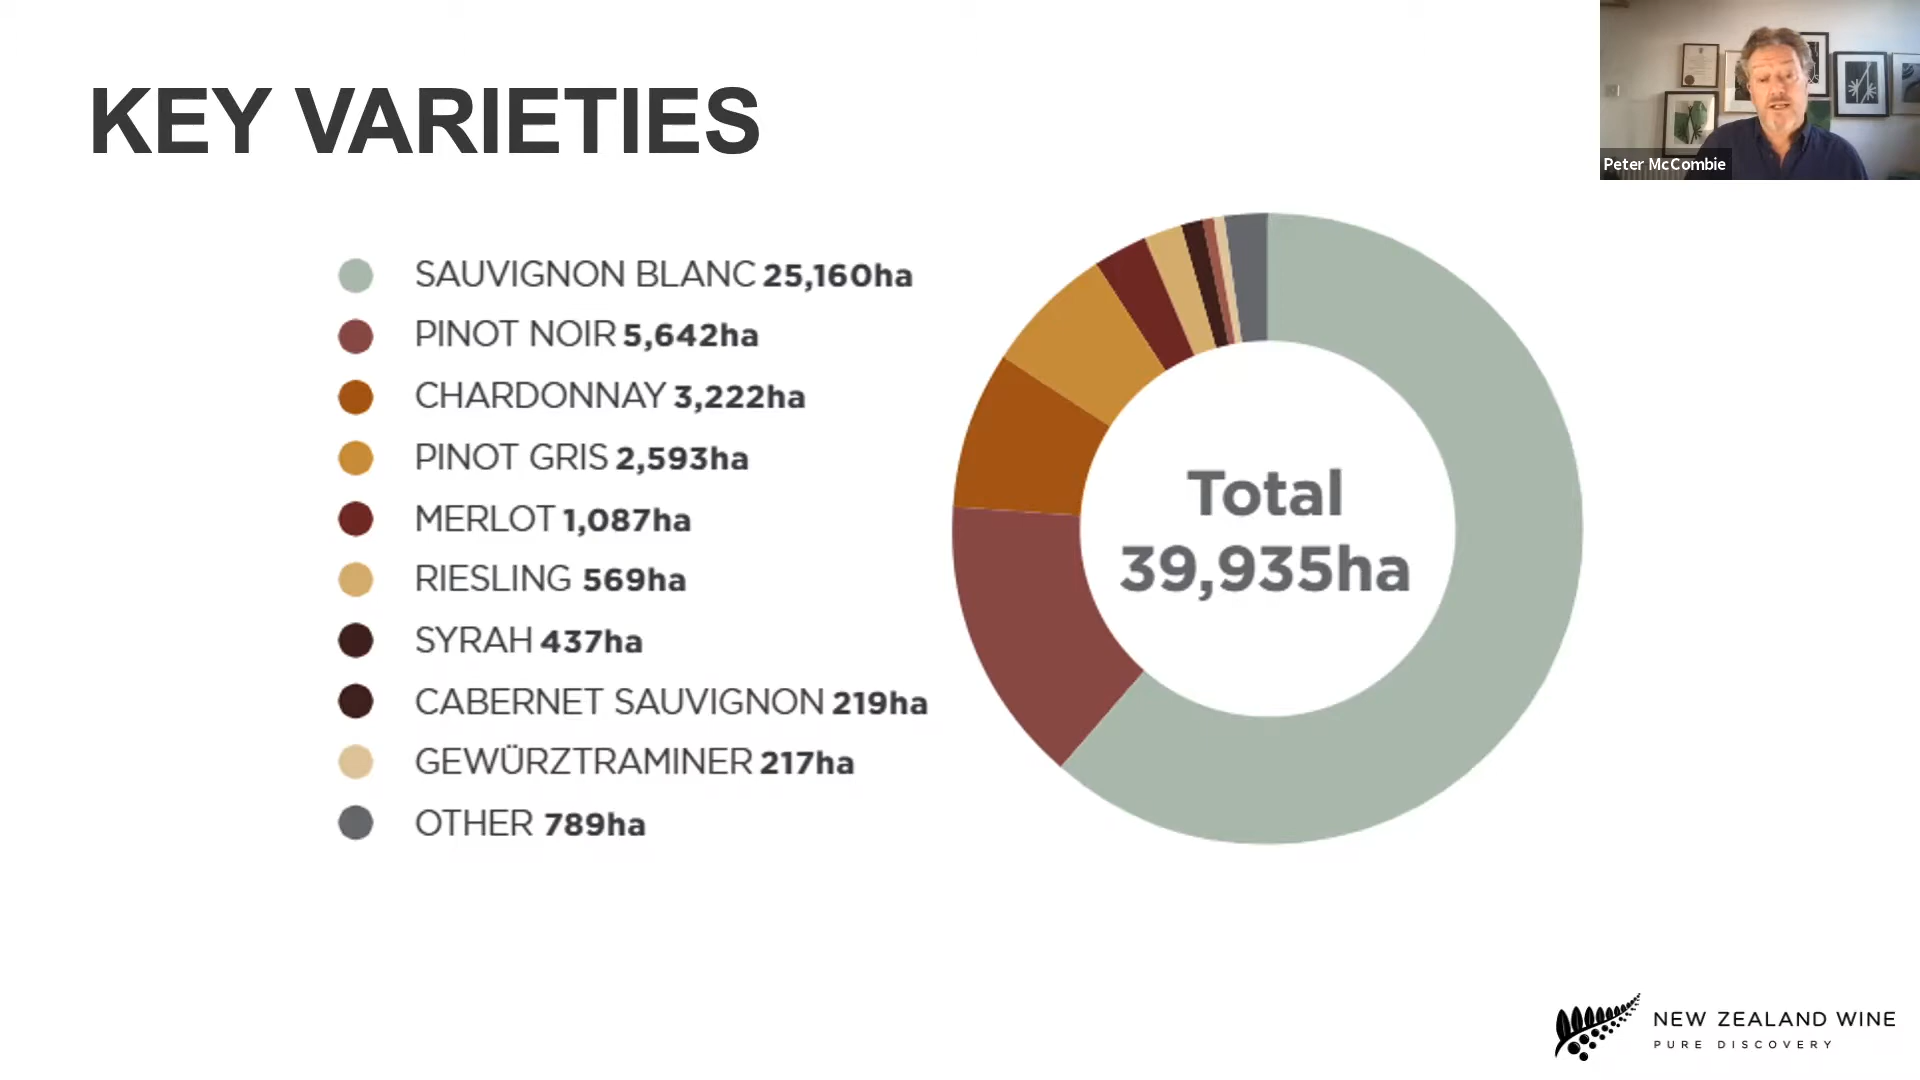 KEY VARIETIES
Peter McCombie
SAUVIGNON BLANC 25,160ha
PINOT NOIR 5,642ha
CHARDONNAY 3,222ha
PINOT GRIS 2,593ha
MERLOT 1,087ha
RIESLING 569ha
SYRAH 437ha
CABERNET SAUVIGNON 219ha
GEWÜRZTRAMINER 217ha
OTHER 789ha
Total
39,935ha
NEW ZEALAND WINE
PURE DISCOVERY